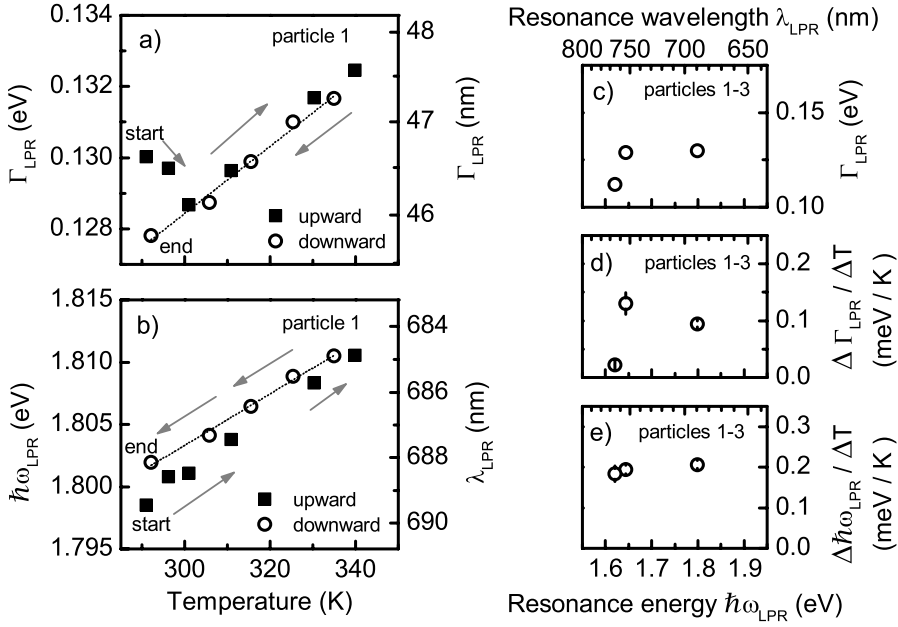 a)
particle 1
0.134
0.132
0.130
0.128
Γ_LPR (eV)
48
47
46
Γ_LPR (nm)
start
end
upward
downward
b)
particle 1
1.815
1.810
1.805
1.800
1.795
ℏω_LPR (eV)
684
686
688
690
λ_LPR (nm)
end
start
upward
downward
300 320 340
Temperature (K)
Resonance wavelength λ_LPR (nm)
800 750 700 650
c)
particles 1-3
0.15
0.10
Γ_LPR (eV)
d)
particles 1-3
0.2
0.1
0.0
Δ Γ_LPR / ΔT
(meV / K)
e)
particles 1-3
0.3
0.2
0.1
0.0
Δℏω_LPR / ΔT
(meV / K)
1.6 1.7 1.8 1.9
Resonance energy ℏω_LPR (eV)